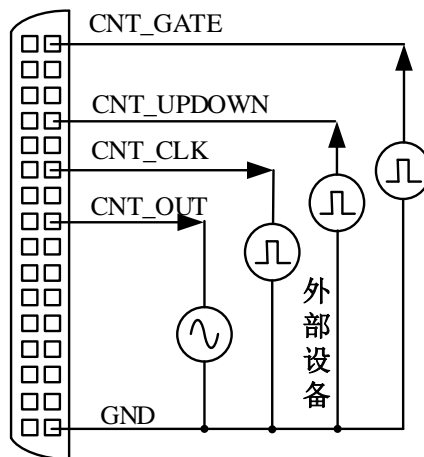 CNT_GATE
CNT_UPDOWN
CNT_CLK
CNT_OUT
外部设备
GND